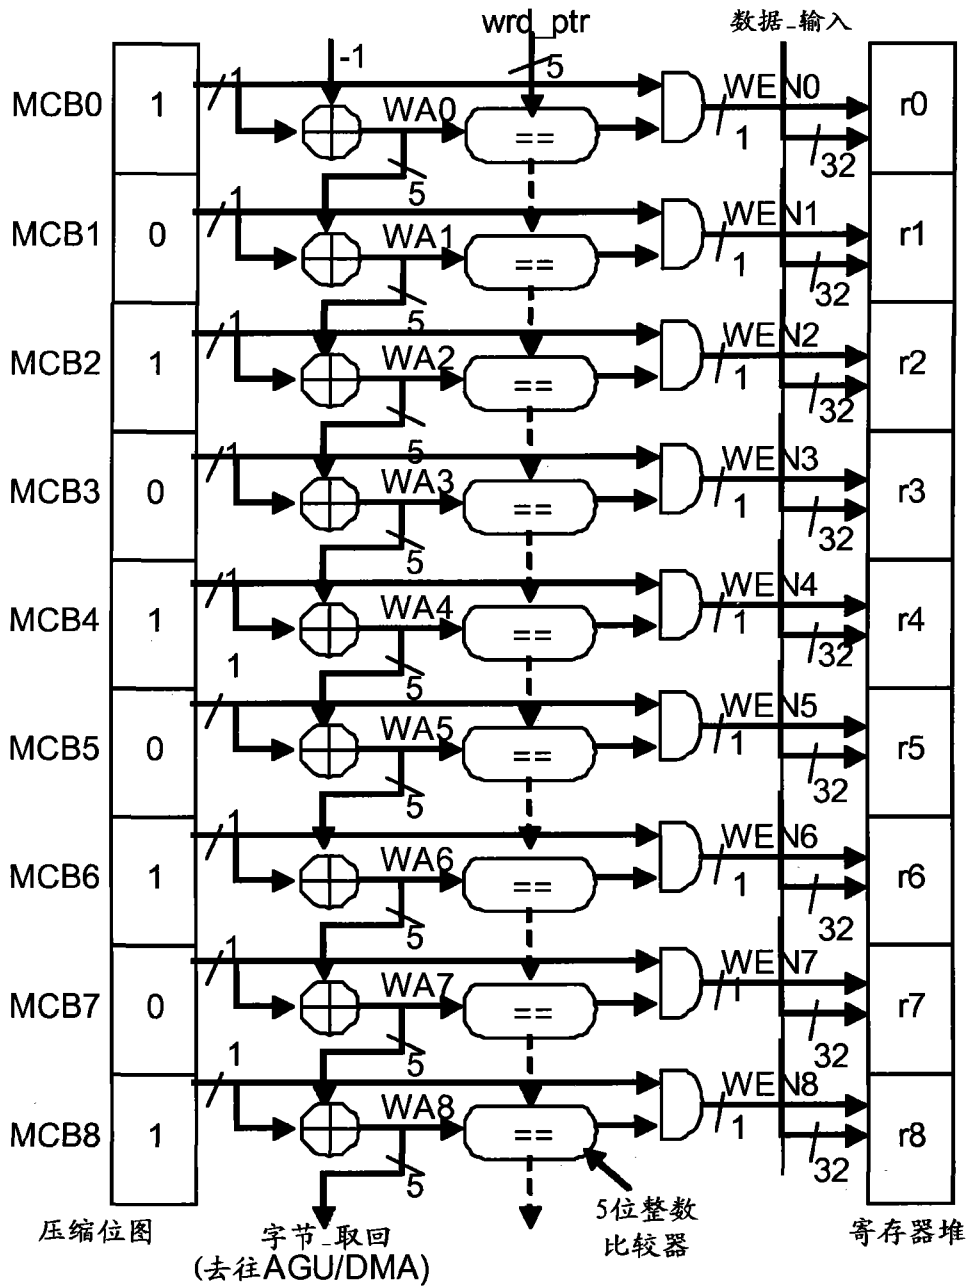 wrd_ptr
数据_输入
-1
5
MCB0
1
1
WA0
==
WEN0
1
r0
32
5
MCB1
0
1
WA1
==
WEN1
1
r1
32
5
MCB2
1
1
WA2
==
WEN2
1
r2
32
5
MCB3
0
1
WA3
==
WEN3
1
r3
32
5
MCB4
1
1
WA4
==
WEN4
1
r4
32
5
MCB5
0
1
WA5
==
WEN5
1
r5
32
5
MCB6
1
1
WA6
==
WEN6
1
r6
32
5
MCB7
0
1
WA7
==
WEN7
1
r7
32
5
MCB8
1
1
WA8
==
WEN8
1
r8
32
5
压缩位图
字节_取回
(去往AGU/DMA)
5位整数
比较器
寄存器堆